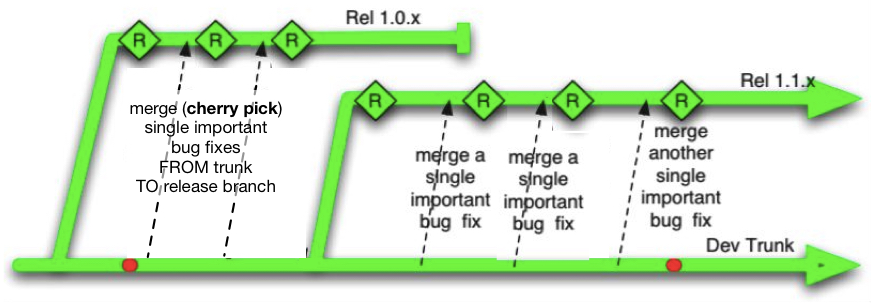 Rel 1.0.x
R
R
R
Rel 1.1.x
R
R
R
R
merge (cherry pick)
single important
bug fixes
FROM trunk
TO release branch
merge a
single
important
bug fix
merge a
single
important
bug fix
merge
another
single
important
bug fix
Dev Trunk